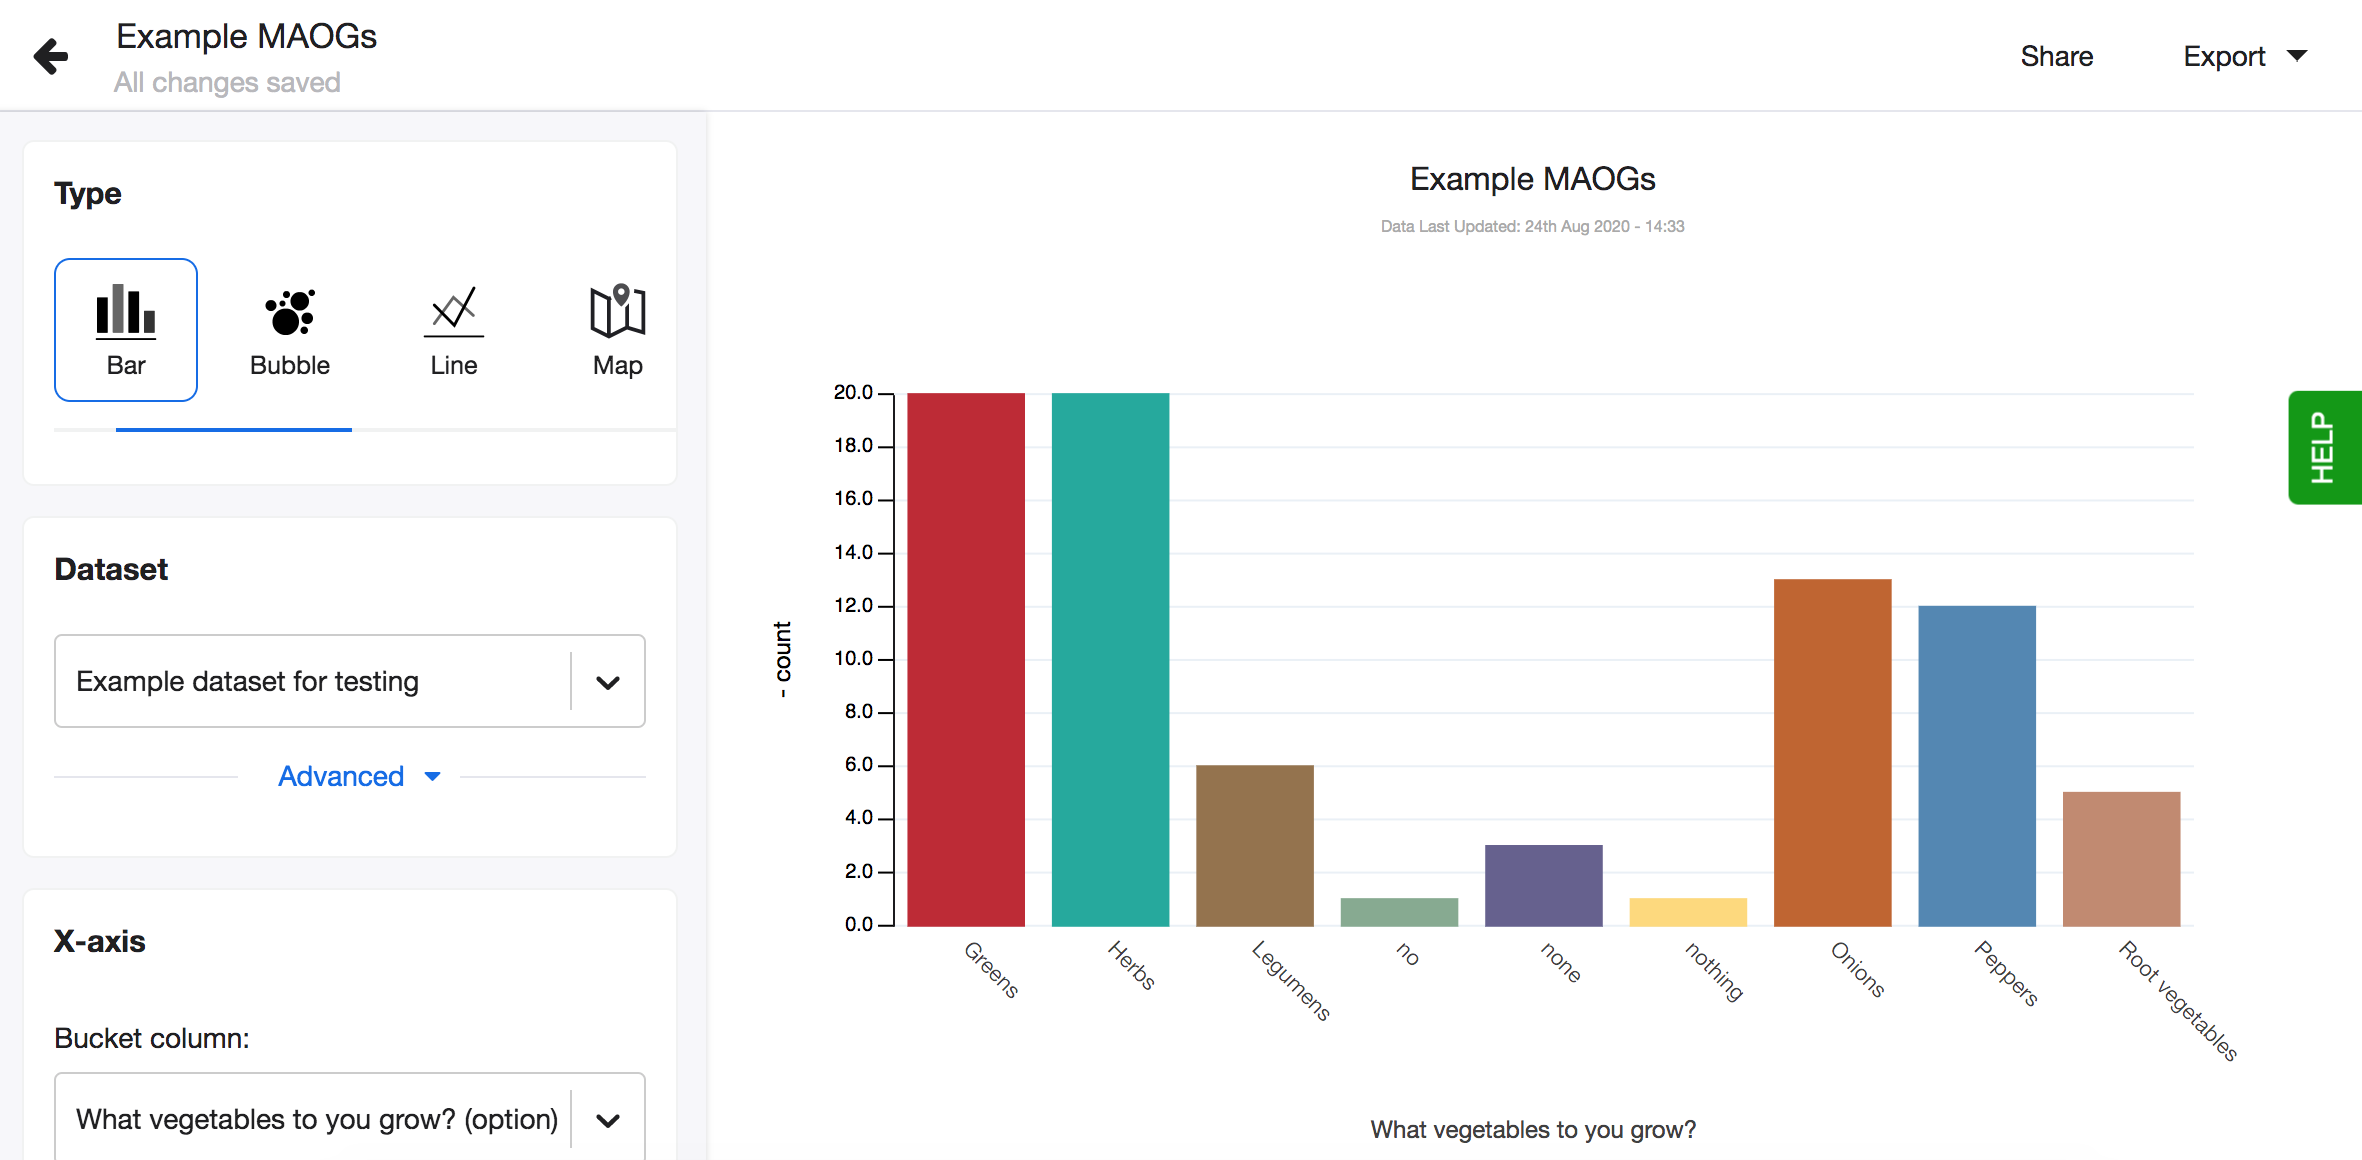 Example MAOGs
All changes saved
Share
Export
Type
Bar
Bubble
Line
Map
Dataset
Example dataset for testing
Advanced
X-axis
Bucket column:
What vegetables to you grow? (option)
Example MAOGs
Data Last Updated: 24th Aug 2020 - 14:33
20.0
18.0
16.0
14.0
12.0
10.0
8.0
6.0
4.0
2.0
0.0
- count
Greens
Herbs
Legumens
no
none
nothing
Onions
Peppers
Root vegetables
What vegetables to you grow?
HELP